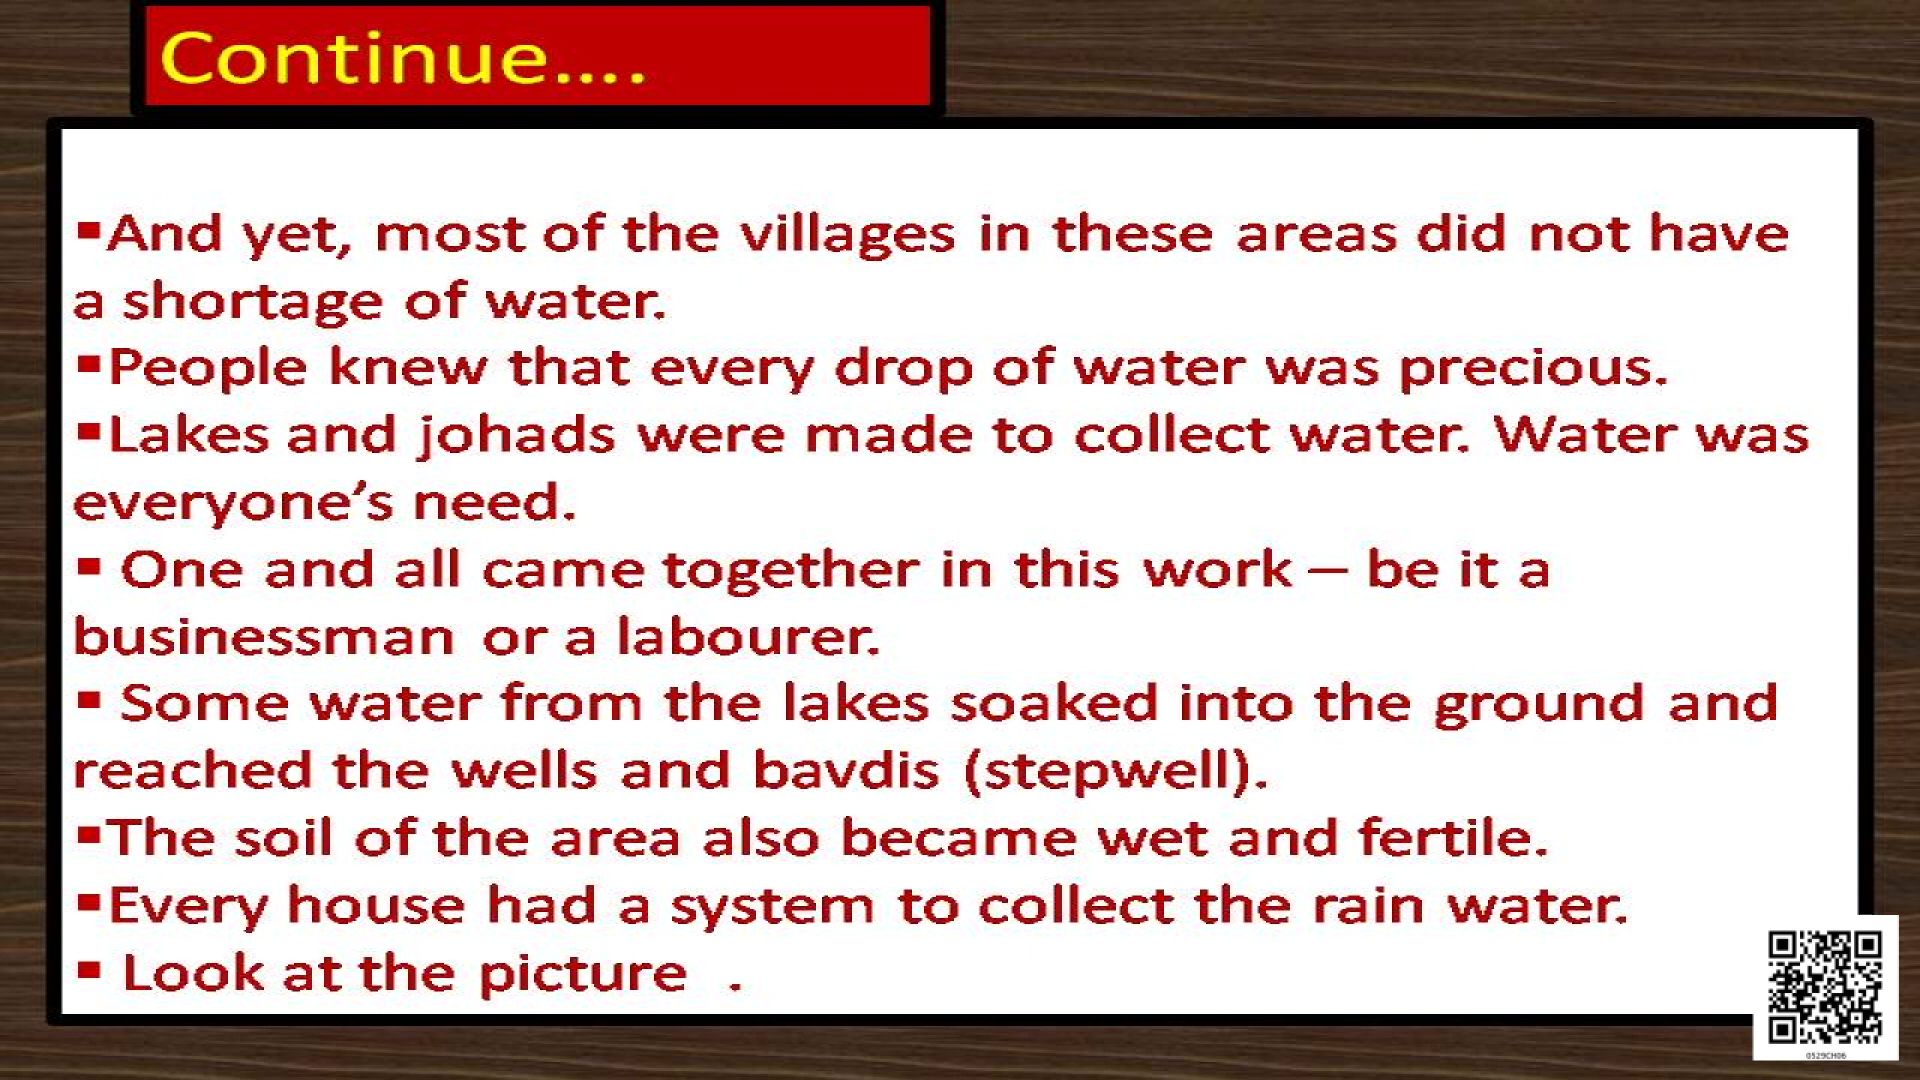 Continue....
▪And yet, most of the villages in these areas did not have
a shortage of water.
▪People knew that every drop of water was precious.
▪Lakes and johads were made to collect water. Water was
everyone’s need.
▪ One and all came together in this work – be it a
businessman or a labourer.
▪ Some water from the lakes soaked into the ground and
reached the wells and bavdis (stepwell).
▪The soil of the area also became wet and fertile.
▪Every house had a system to collect the rain water.
▪ Look at the picture .
0529CH06